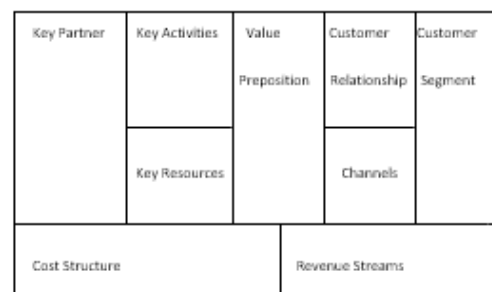 Key Partner
Key Activities
Value
Preposition
Customer
Relationship
Customer
Segment
Key Resources
Channels
Cost Structure
Revenue Streams